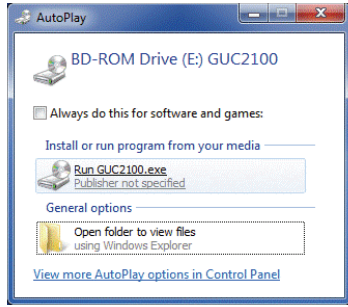 AutoPlay
BD-ROM Drive (E:) GUC2100
Always do this for software and games:
Install or run program from your media
Run GUC2100.exe
Publisher not specified
General options
Open folder to view files
using Windows Explorer
View more AutoPlay options in Control Panel